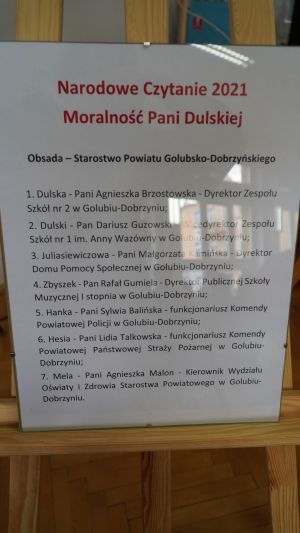 Narodowe Czytanie 2021
Moralność Pani Dulskiej
Obsada – Starostwo Powiatu Golubsko-Dobrzyńskiego
1. Dulska - Pani Agnieszka Brzostowska - Dyrektor Zespołu
Szkół nr 2 w Golubiu-Dobrzyniu;
2. Dulski - Pan Dariusz Guzowski - Wicedyrektor Zespołu
Szkół nr 1 im. Anny Wazówny w Golubiu-Dobrzyniu;
3. Juliasiewiczowa - Pani Małgorzata Kamińska - Dyrektor
Domu Pomocy Społecznej w Golubiu-Dobrzyniu;
4. Zbyszek - Pan Rafał Gumiela - Dyrektor Publicznej Szkoły
Muzycznej I stopnia w Golubiu-Dobrzyniu;
5. Hanka - Pani Sylwia Balińska - funkcjonariusz Komendy
Powiatowej Policji w Golubiu-Dobrzyniu;
6. Hesia - Pani Lidia Talkowska - funkcjonariusz Komendy
Powiatowej Państwowej Straży Pożarnej w Golubiu-
Dobrzyniu;
7. Mela - Pani Agnieszka Malon - Kierownik Wydziału
Oświaty i Zdrowia Starostwa Powiatowego w Golubiu-
Dobrzyniu.